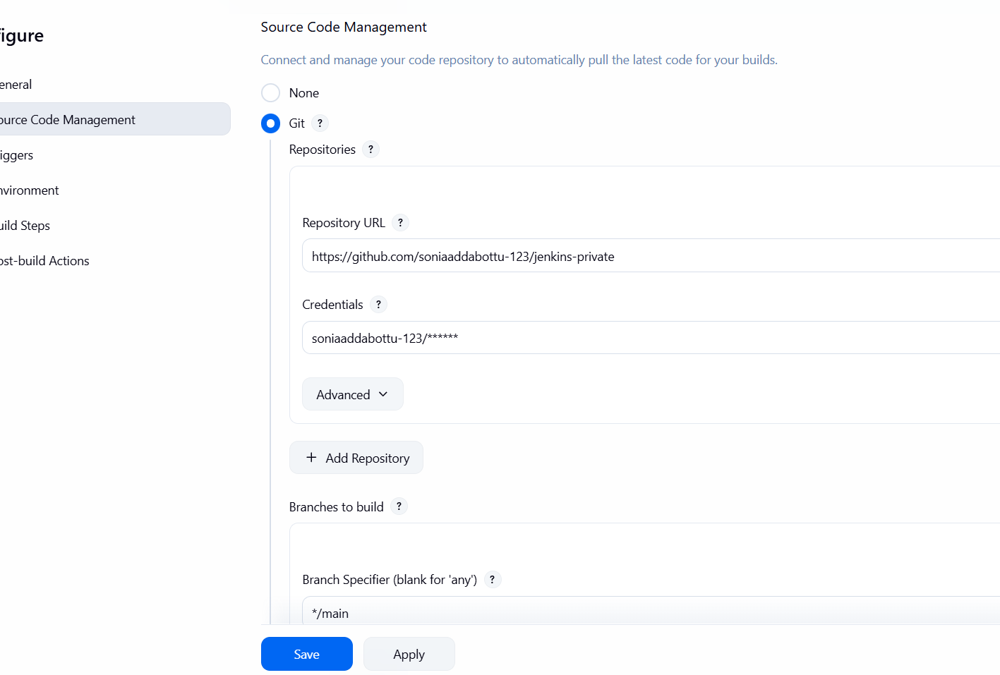 figure
eneral
ource Code Management
iggers
nvironment
uild Steps
ost-build Actions
Source Code Management
Connect and manage your code repository to automatically pull the latest code for your builds.
None
Git ?
Repositories ?
Repository URL ?
https://github.com/soniaaddabottu-123/jenkins-private
Credentials ?
soniaaddabottu-123/******
Advanced
+ Add Repository
Branches to build ?
Branch Specifier (blank for 'any') ?
*/main
Save
Apply